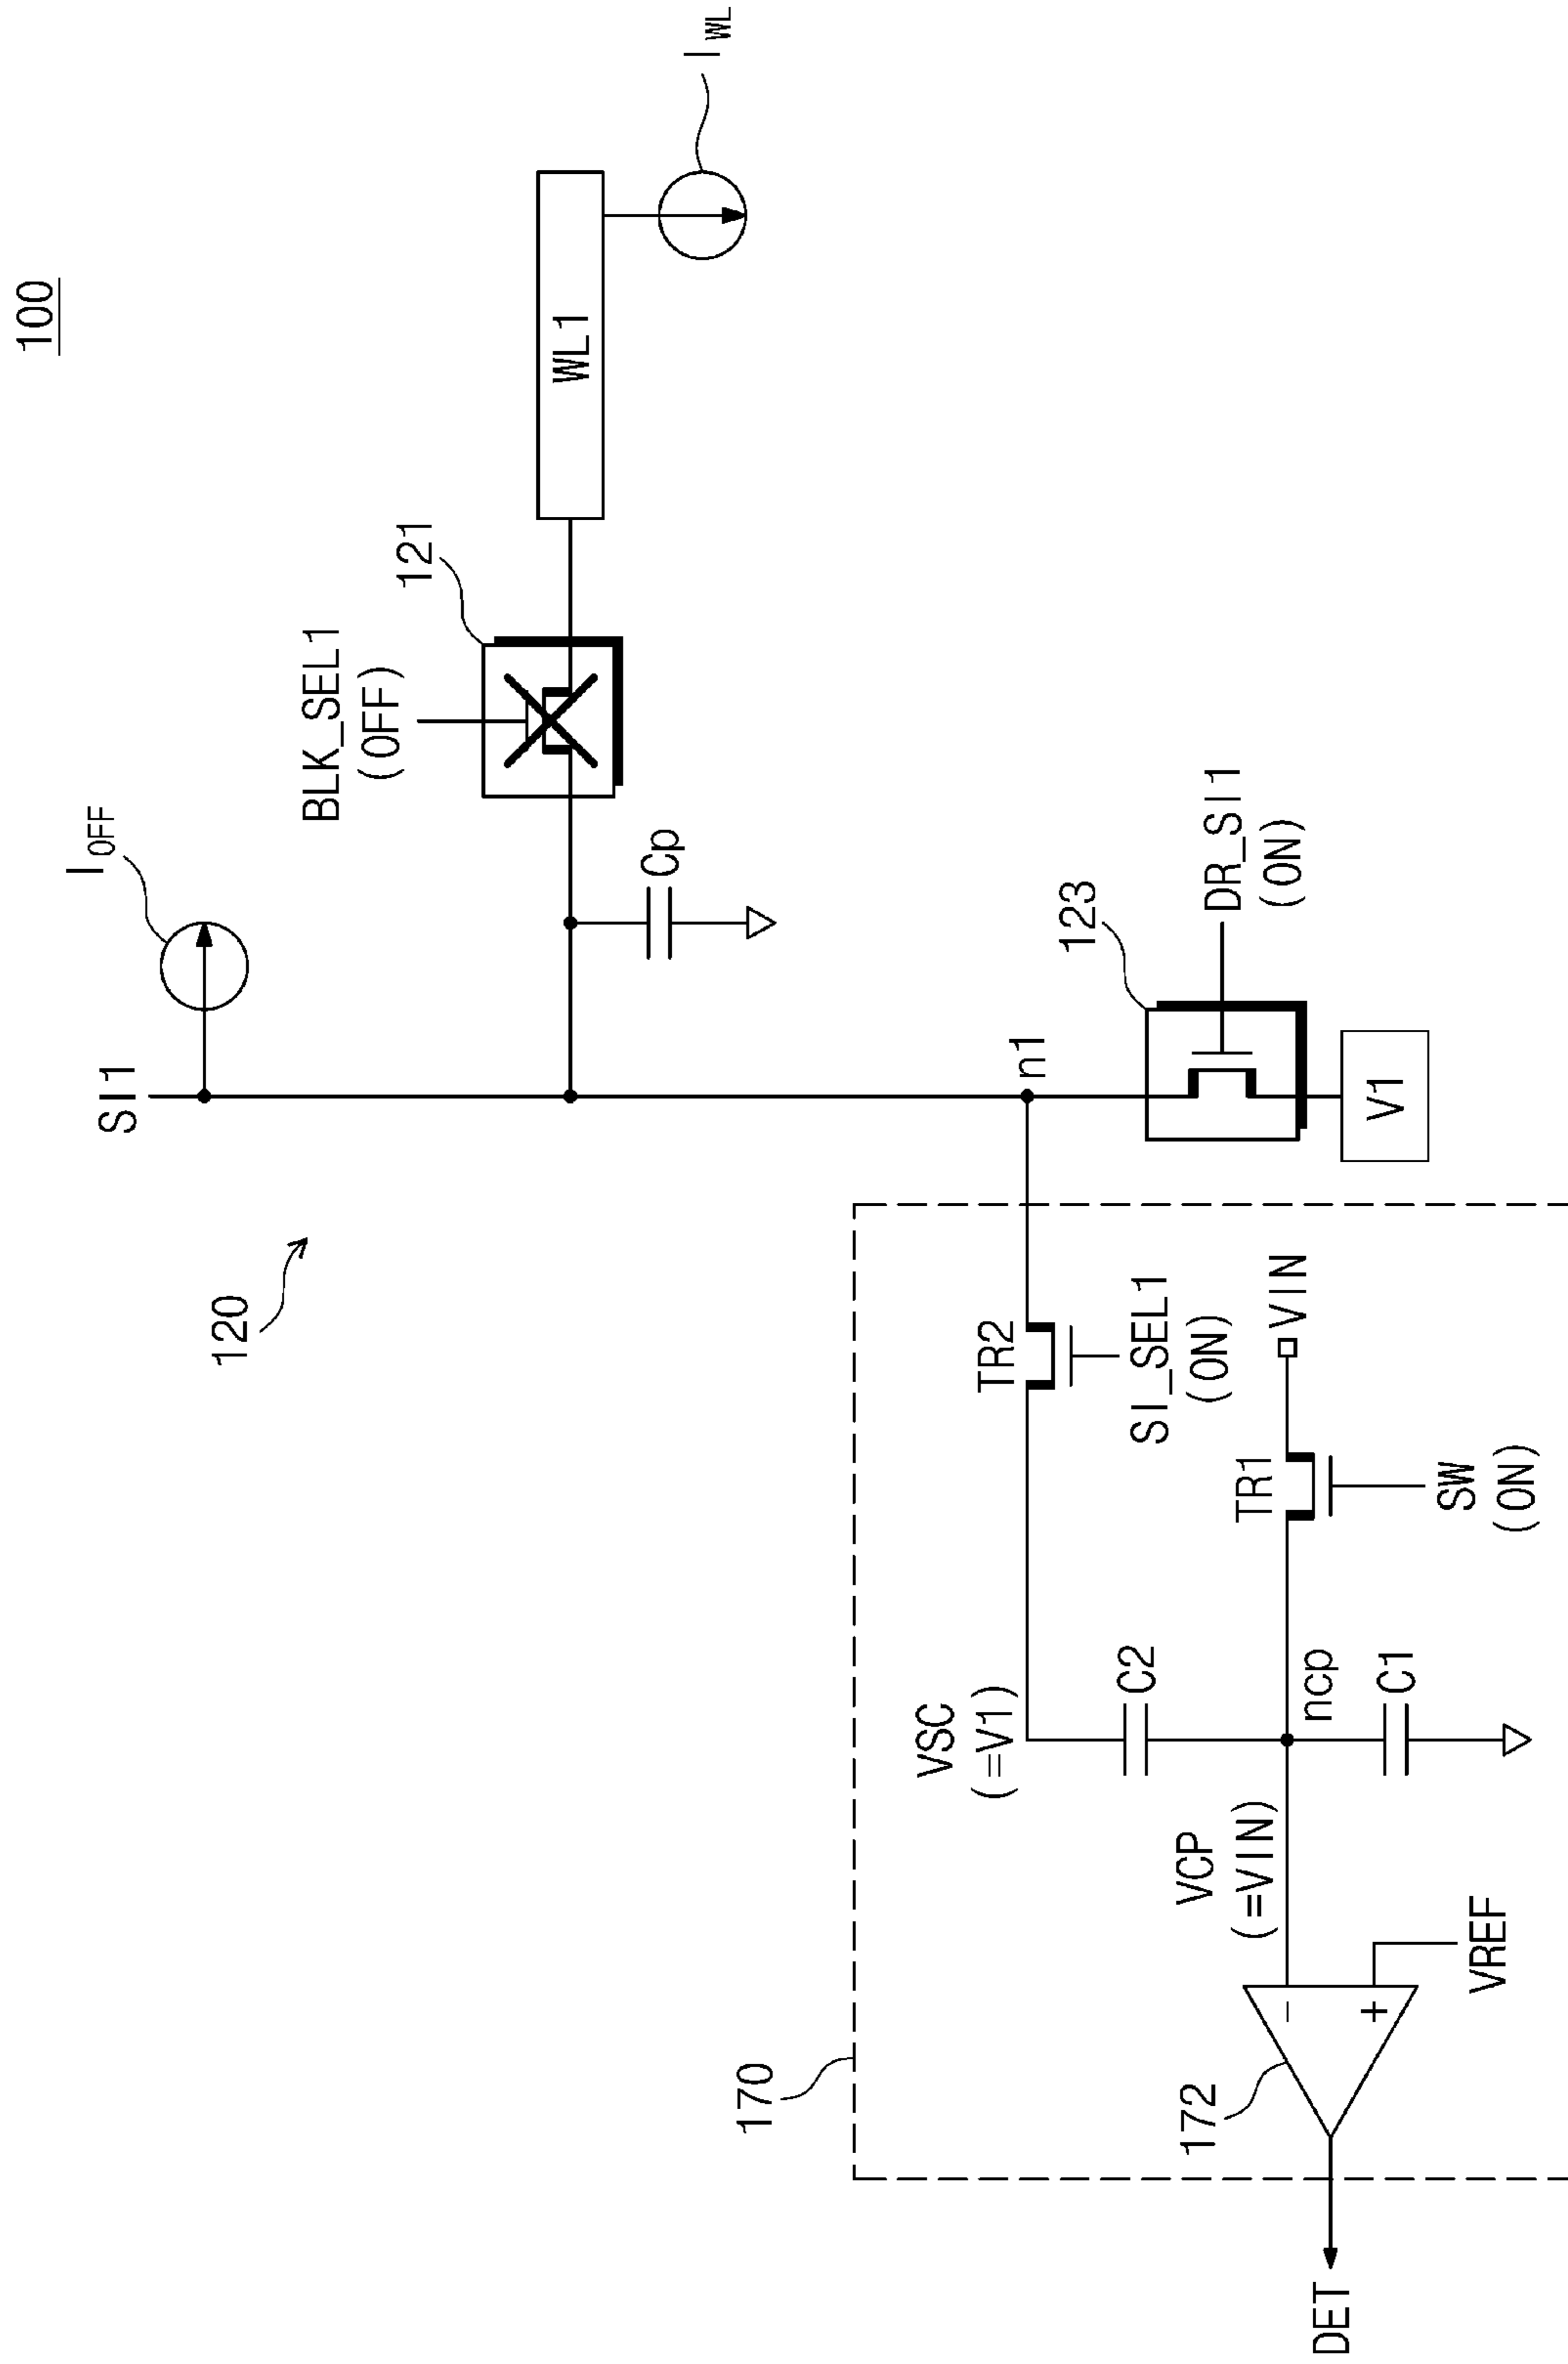 100
I_OFF
SI1
120
BLK_SEL1
(OFF)
121
WL1
I_WL
Cp
n1
123
DR_SI1
(ON)
V1
170
TR2
SI_SEL1
(ON)
VSC
(=V1)
C2
VIN
TR1
SW
(ON)
ncp
C1
VCP
(=VIN)
172
-
+
VREF
DET